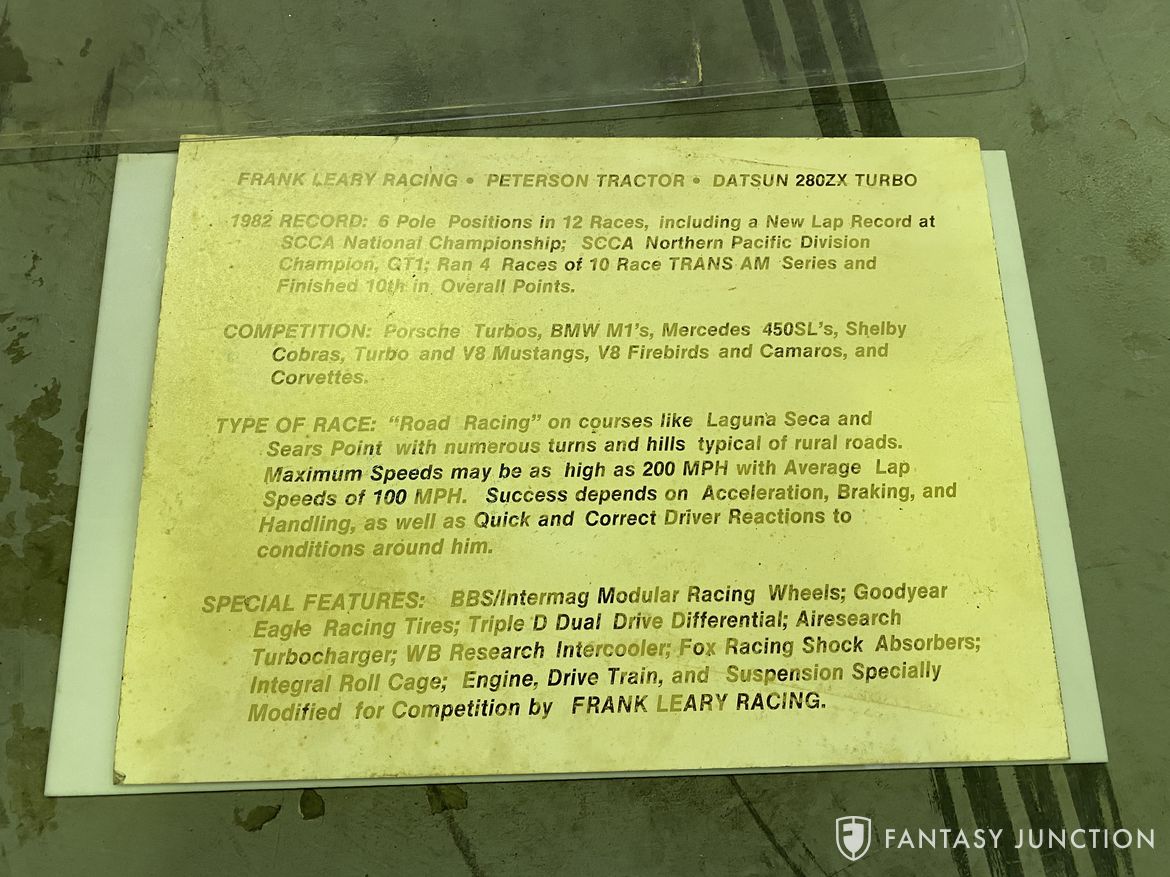 FRANK LEARY RACING • PETERSON TRACTOR • DATSUN 280ZX TURBO
1982 RECORD: 6 Pole Positions in 12 Races, including a New Lap Record at
SCCA National Championship; SCCA Northern Pacific Division
Champion, GT1; Ran 4 Races of 10 Race TRANS AM Series and
Finished 10th in Overall Points.
COMPETITION: Porsche Turbos, BMW M1's, Mercedes 450SL's, Shelby
Cobras, Turbo and V8 Mustangs, V8 Firebirds and Camaros, and
Corvettes.
TYPE OF RACE: "Road Racing" on courses like Laguna Seca and
Sears Point with numerous turns and hills typical of rural roads.
Maximum Speeds may be as high as 200 MPH with Average Lap
Speeds of 100 MPH. Success depends on Acceleration, Braking, and
Handling, as well as Quick and Correct Driver Reactions to
conditions around him.
SPECIAL FEATURES: BBS/Intermag Modular Racing Wheels; Goodyear
Eagle Racing Tires; Triple D Dual Drive Differential; Airesearch
Turbocharger; WB Research Intercooler; Fox Racing Shock Absorbers;
Integral Roll Cage; Engine, Drive Train, and Suspension Specially
Modified for Competition by FRANK LEARY RACING.
FANTASY JUNCTION